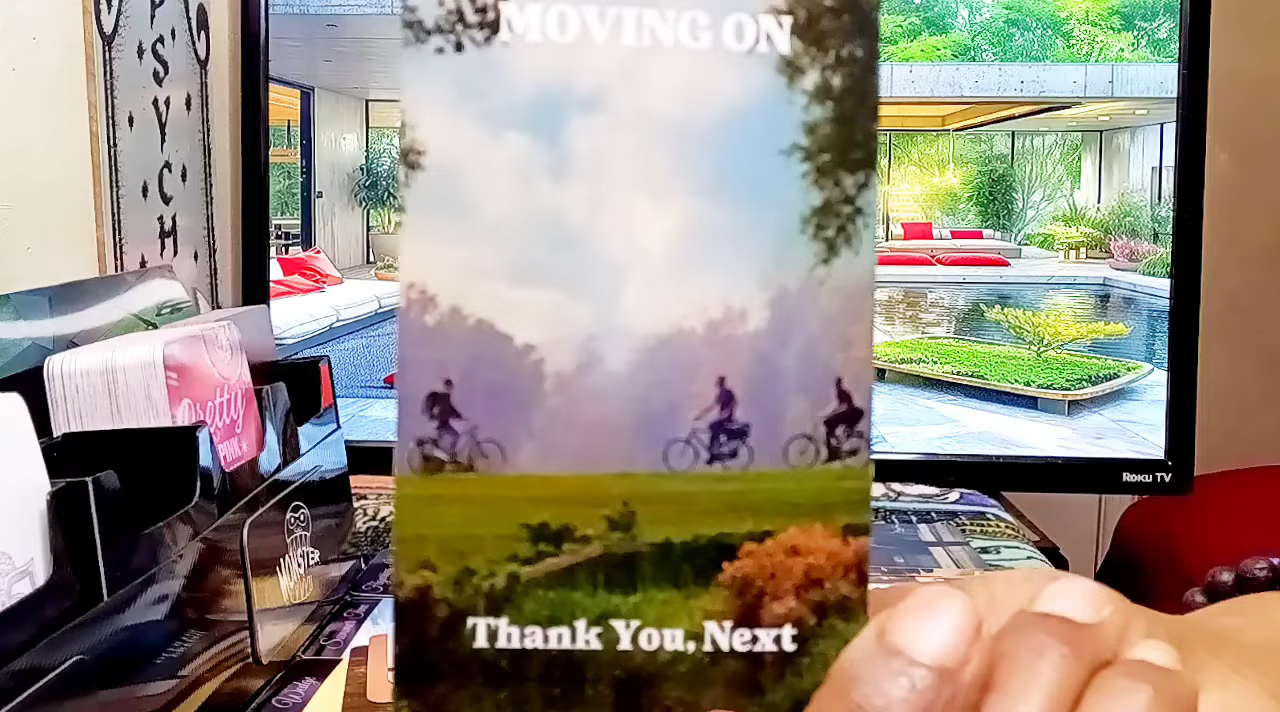 MOVING ON
PSYCH
Pretty
PINK
MONSTER
Roku TV
Thank You, Next